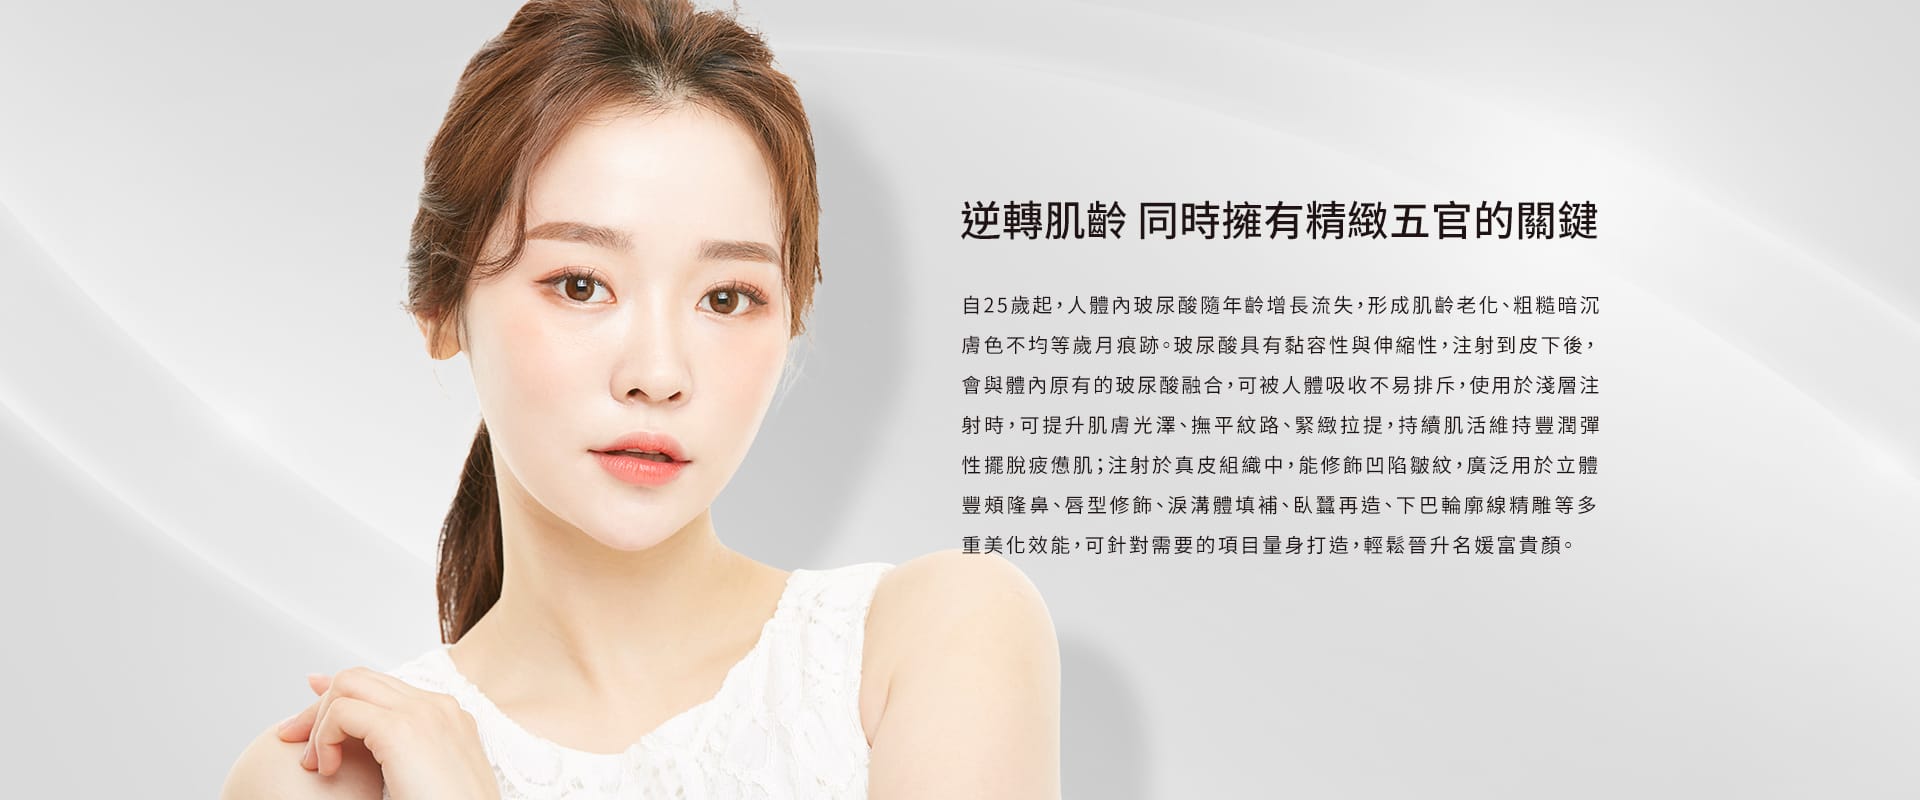 逆轉肌齡 同時擁有精緻五官的關鍵
自25歲起，人體內玻尿酸隨年齡增長流失，形成肌齡老化、粗糙暗沉
膚色不均等歲月痕跡。玻尿酸具有黏容性與伸縮性，注射到皮下後，
會與體內原有的玻尿酸融合，可被人體吸收不易排斥，使用於淺層注
射時，可提升肌膚光澤、撫平紋路、緊緻拉提，持續肌活維持豐潤彈
性擺脫疲憊肌；注射於真皮組織中，能修飾凹陷皺紋，廣泛用於立體
豐頰隆鼻、唇型修飾、淚溝體填補、臥蠶再造、下巴輪廓線精雕等多
重美化效能，可針對需要的項目量身打造，輕鬆晉升名媛富貴顏。